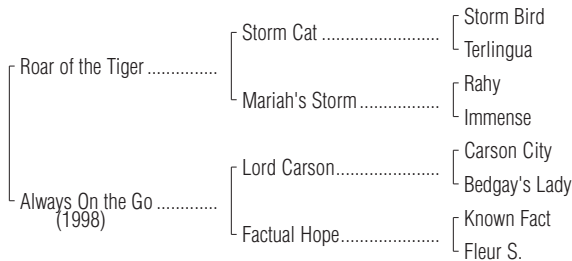 Storm Bird
Storm Cat ........................
Terlingua
Roar of the Tiger ..............
Rahy
Mariah's Storm ................
Immense
Carson City
Lord Carson.....................
Bedgay's Lady
Always On the Go ............
(1998)
Known Fact
Factual Hope....................
Fleur S.